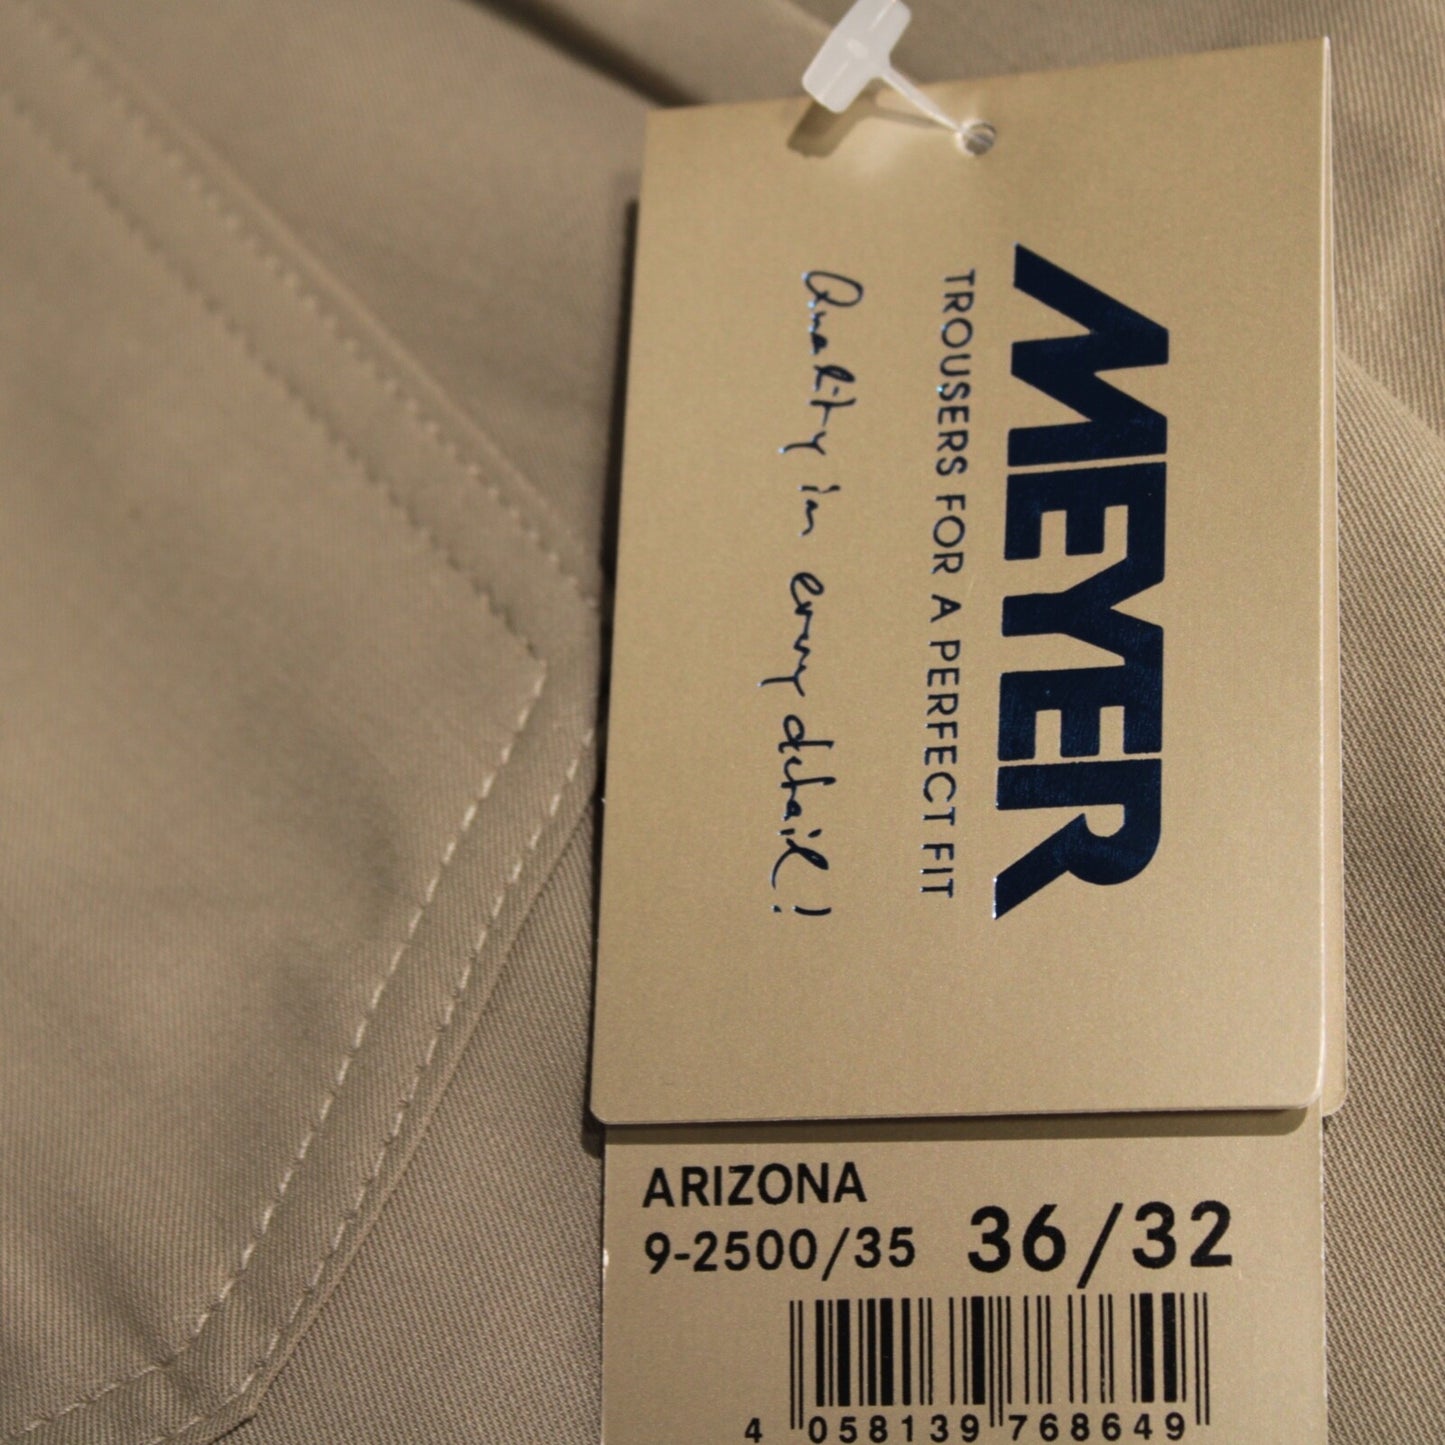 MEYER
TROUSERS FOR A PERFECT FIT
Quality in every detail!
ARIZONA
9-2500/35 36/32
4 058139 768649